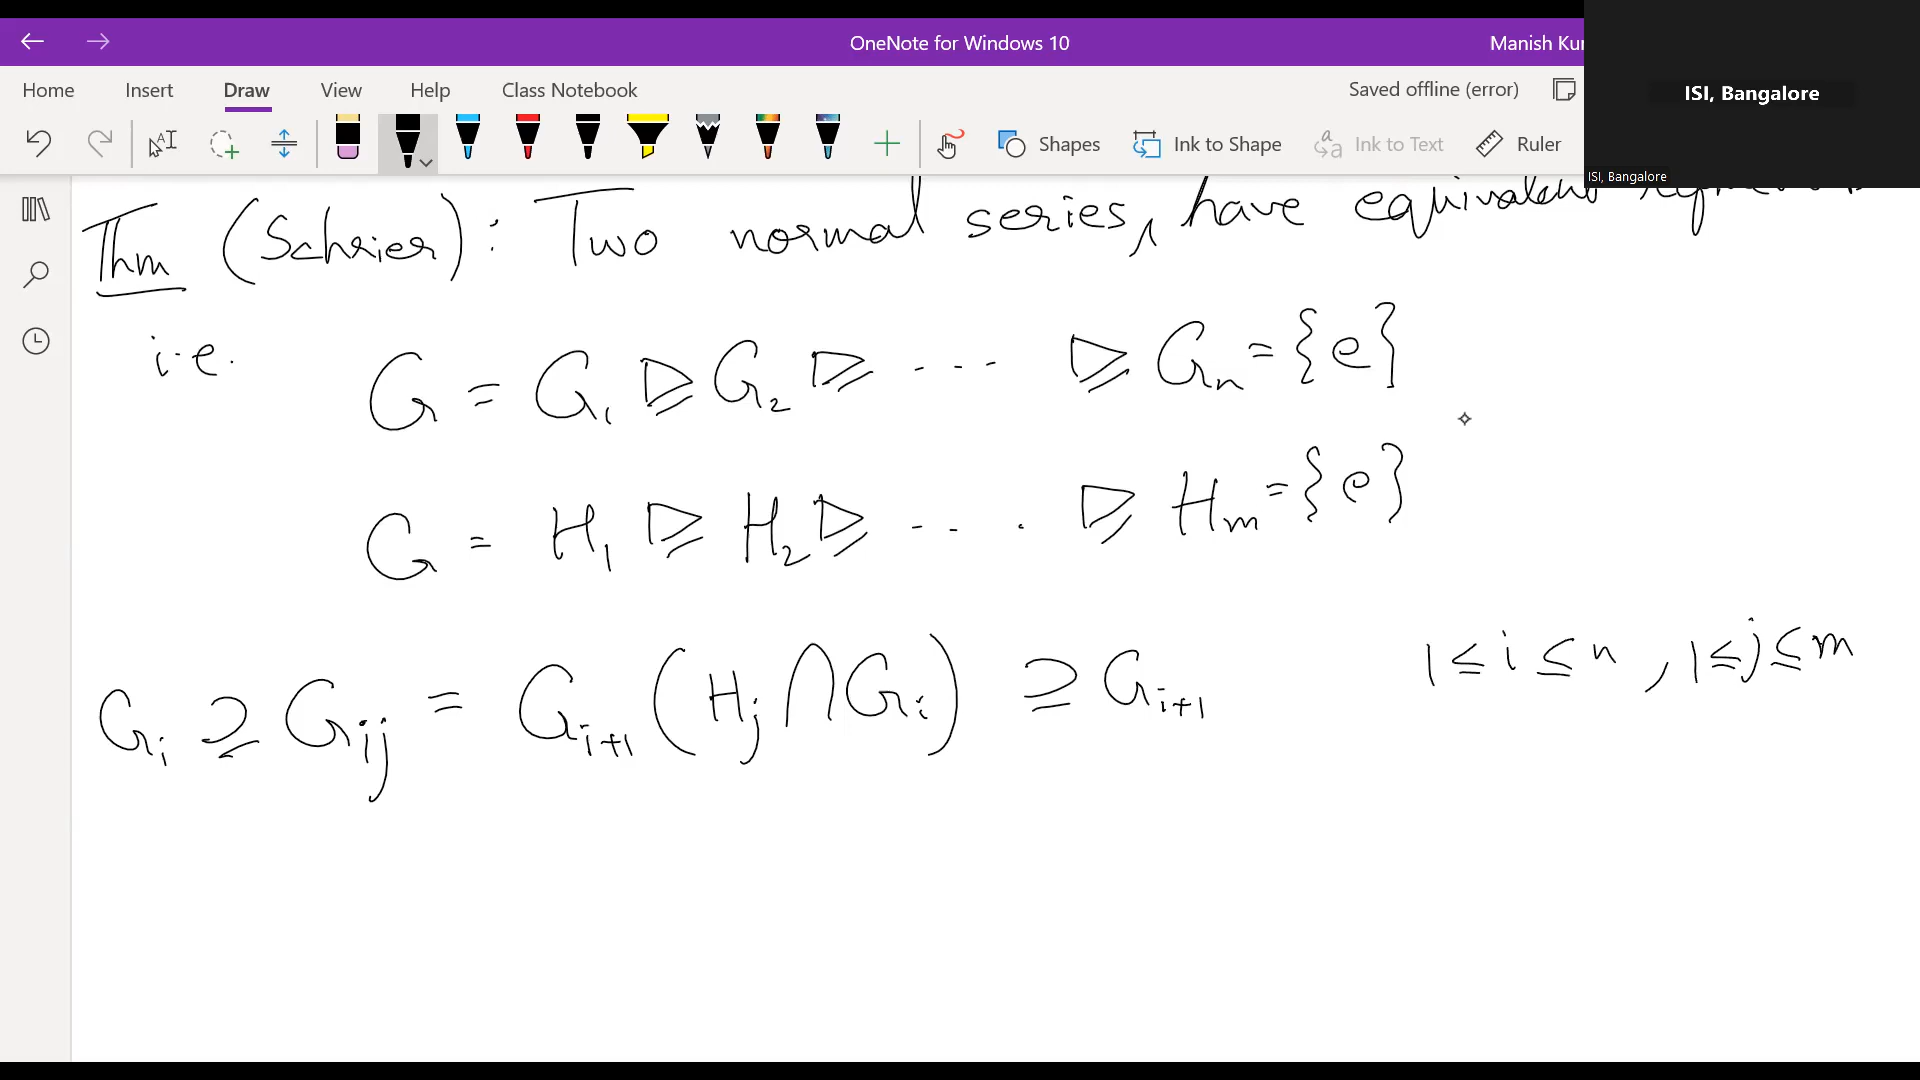 OneNote for Windows 10
Manish Kur
ISI, Bangalore
Home Insert Draw View Help Class Notebook
Saved offline (error)
Shapes Ink to Shape Ink to Text Ruler
ISI, Bangalore
Thm (Schrier): Two normal series, have equivalent
i.e. G = G₁ ⊵ G₂ ⊵ ... ⊵ Gₙ = {e}
G = H₁ ⊵ H₂ ⊵ ... ⊵ Hₘ = {e}
Gᵢ ⊇ Gᵢⱼ = Gᵢ₊₁ (Hⱼ ∩ Gᵢ) ⊇ Gᵢ₊₁ 1 ≤ i ≤ n, 1 ≤ j ≤ m